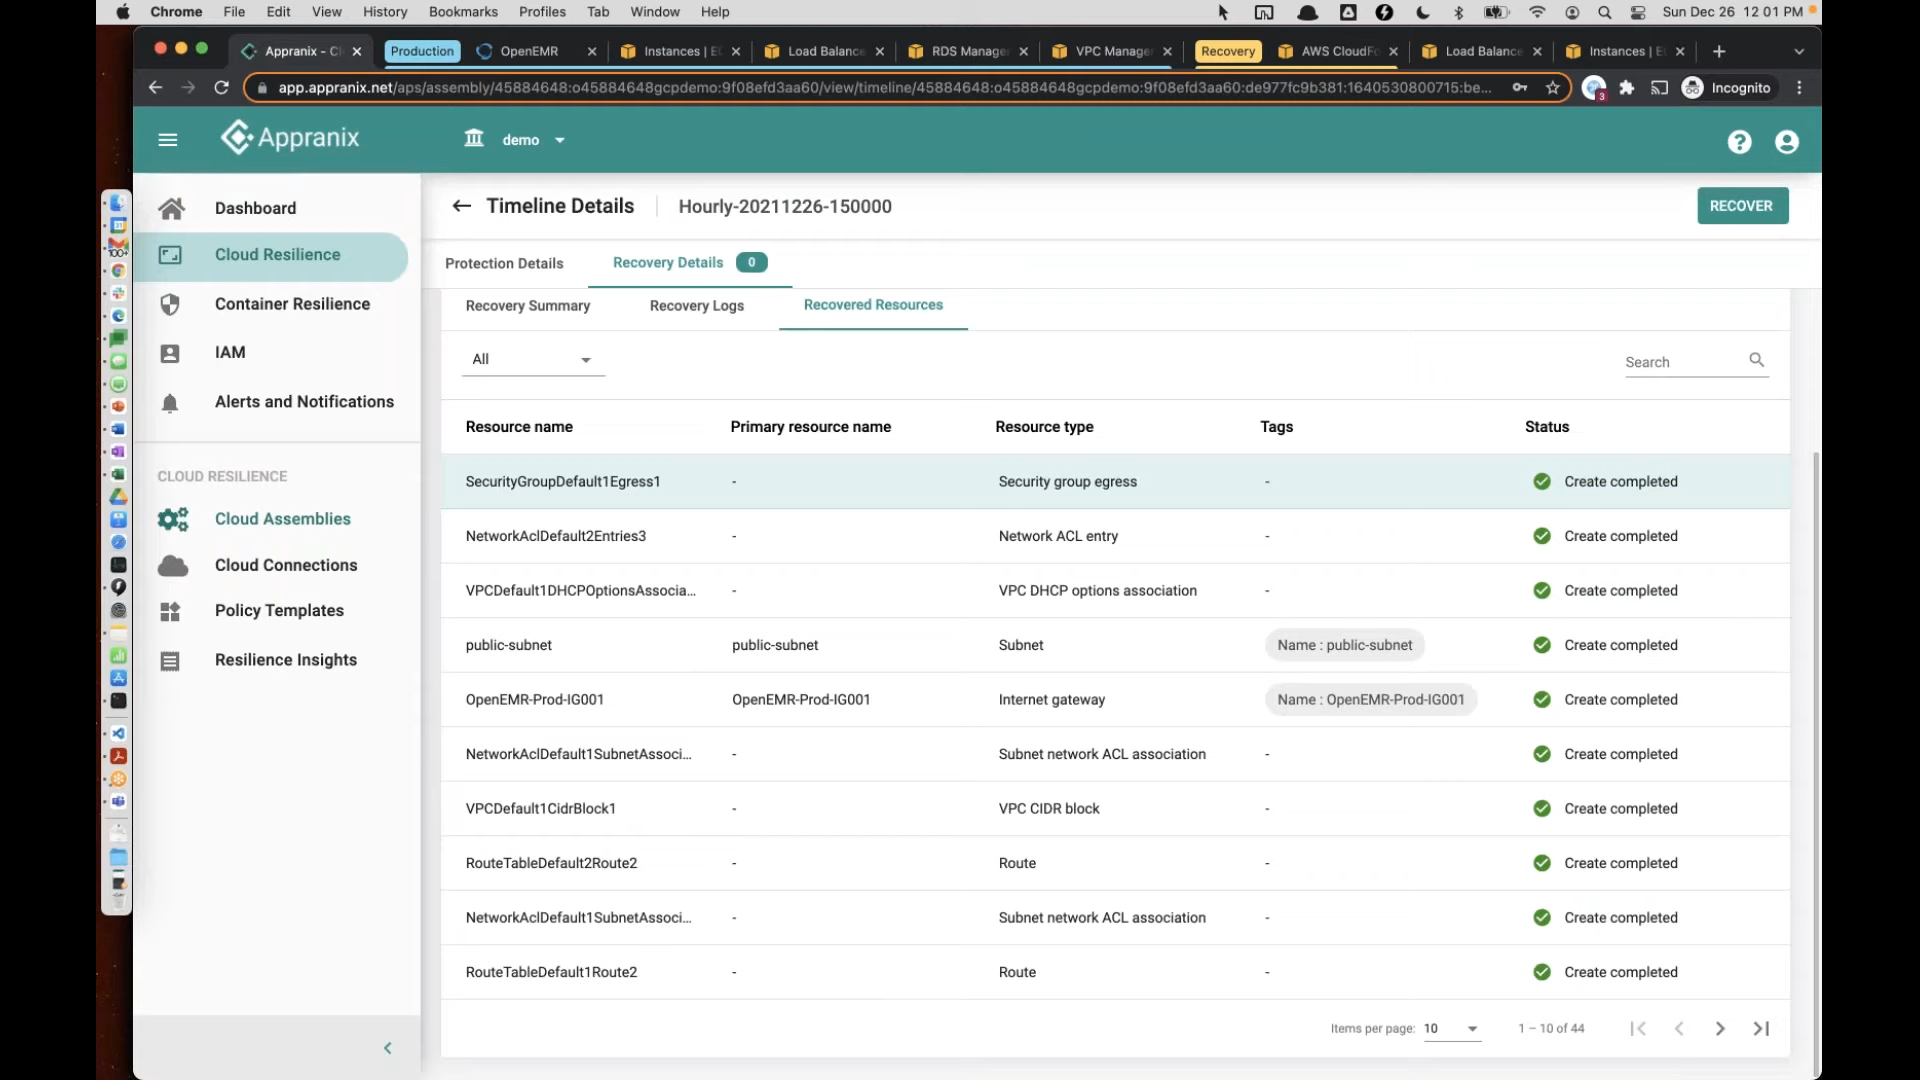 Chrome File Edit View History Bookmarks Profiles Tab Window Help Sun Dec 26 12:01 PM
Appranix - C Production OpenEMR Instances | E Load Balance RDS Manage VPC Manage Recovery AWS CloudFo Load Balance Instances | E
app.appranix.net/aps/assembly/45884648:o45884648gcpdemo:9f08efd3aa60/view/timeline/45884648:o45884648gcpdemo:9f08efd3aa60:de977fc9b381:1640530800715:be... 3 Incognito
Appranix demo
Dashboard
Cloud Resilience
Container Resilience
IAM
Alerts and Notifications
CLOUD RESILIENCE
Cloud Assemblies
Cloud Connections
Policy Templates
Resilience Insights
Timeline Details Hourly-20211226-150000 RECOVER
Protection Details Recovery Details 0
Recovery Summary Recovery Logs Recovered Resources
All Search
Resource name Primary resource name Resource type Tags Status
SecurityGroupDefault1Egress1 - Security group egress - Create completed
NetworkAclDefault2Entries3 - Network ACL entry - Create completed
VPCDefault1DHCPOptionsAssocia... - VPC DHCP options association - Create completed
public-subnet public-subnet Subnet Name : public-subnet Create completed
OpenEMR-Prod-IG001 OpenEMR-Prod-IG001 Internet gateway Name : OpenEMR-Prod-IG001 Create completed
NetworkAclDefault1SubnetAssoci... - Subnet network ACL association - Create completed
VPCDefault1CidrBlock1 - VPC CIDR block - Create completed
RouteTableDefault2Route2 - Route - Create completed
NetworkAclDefault1SubnetAssoci... - Subnet network ACL association - Create completed
RouteTableDefault1Route2 - Route - Create completed
Items per page: 10 1 – 10 of 44